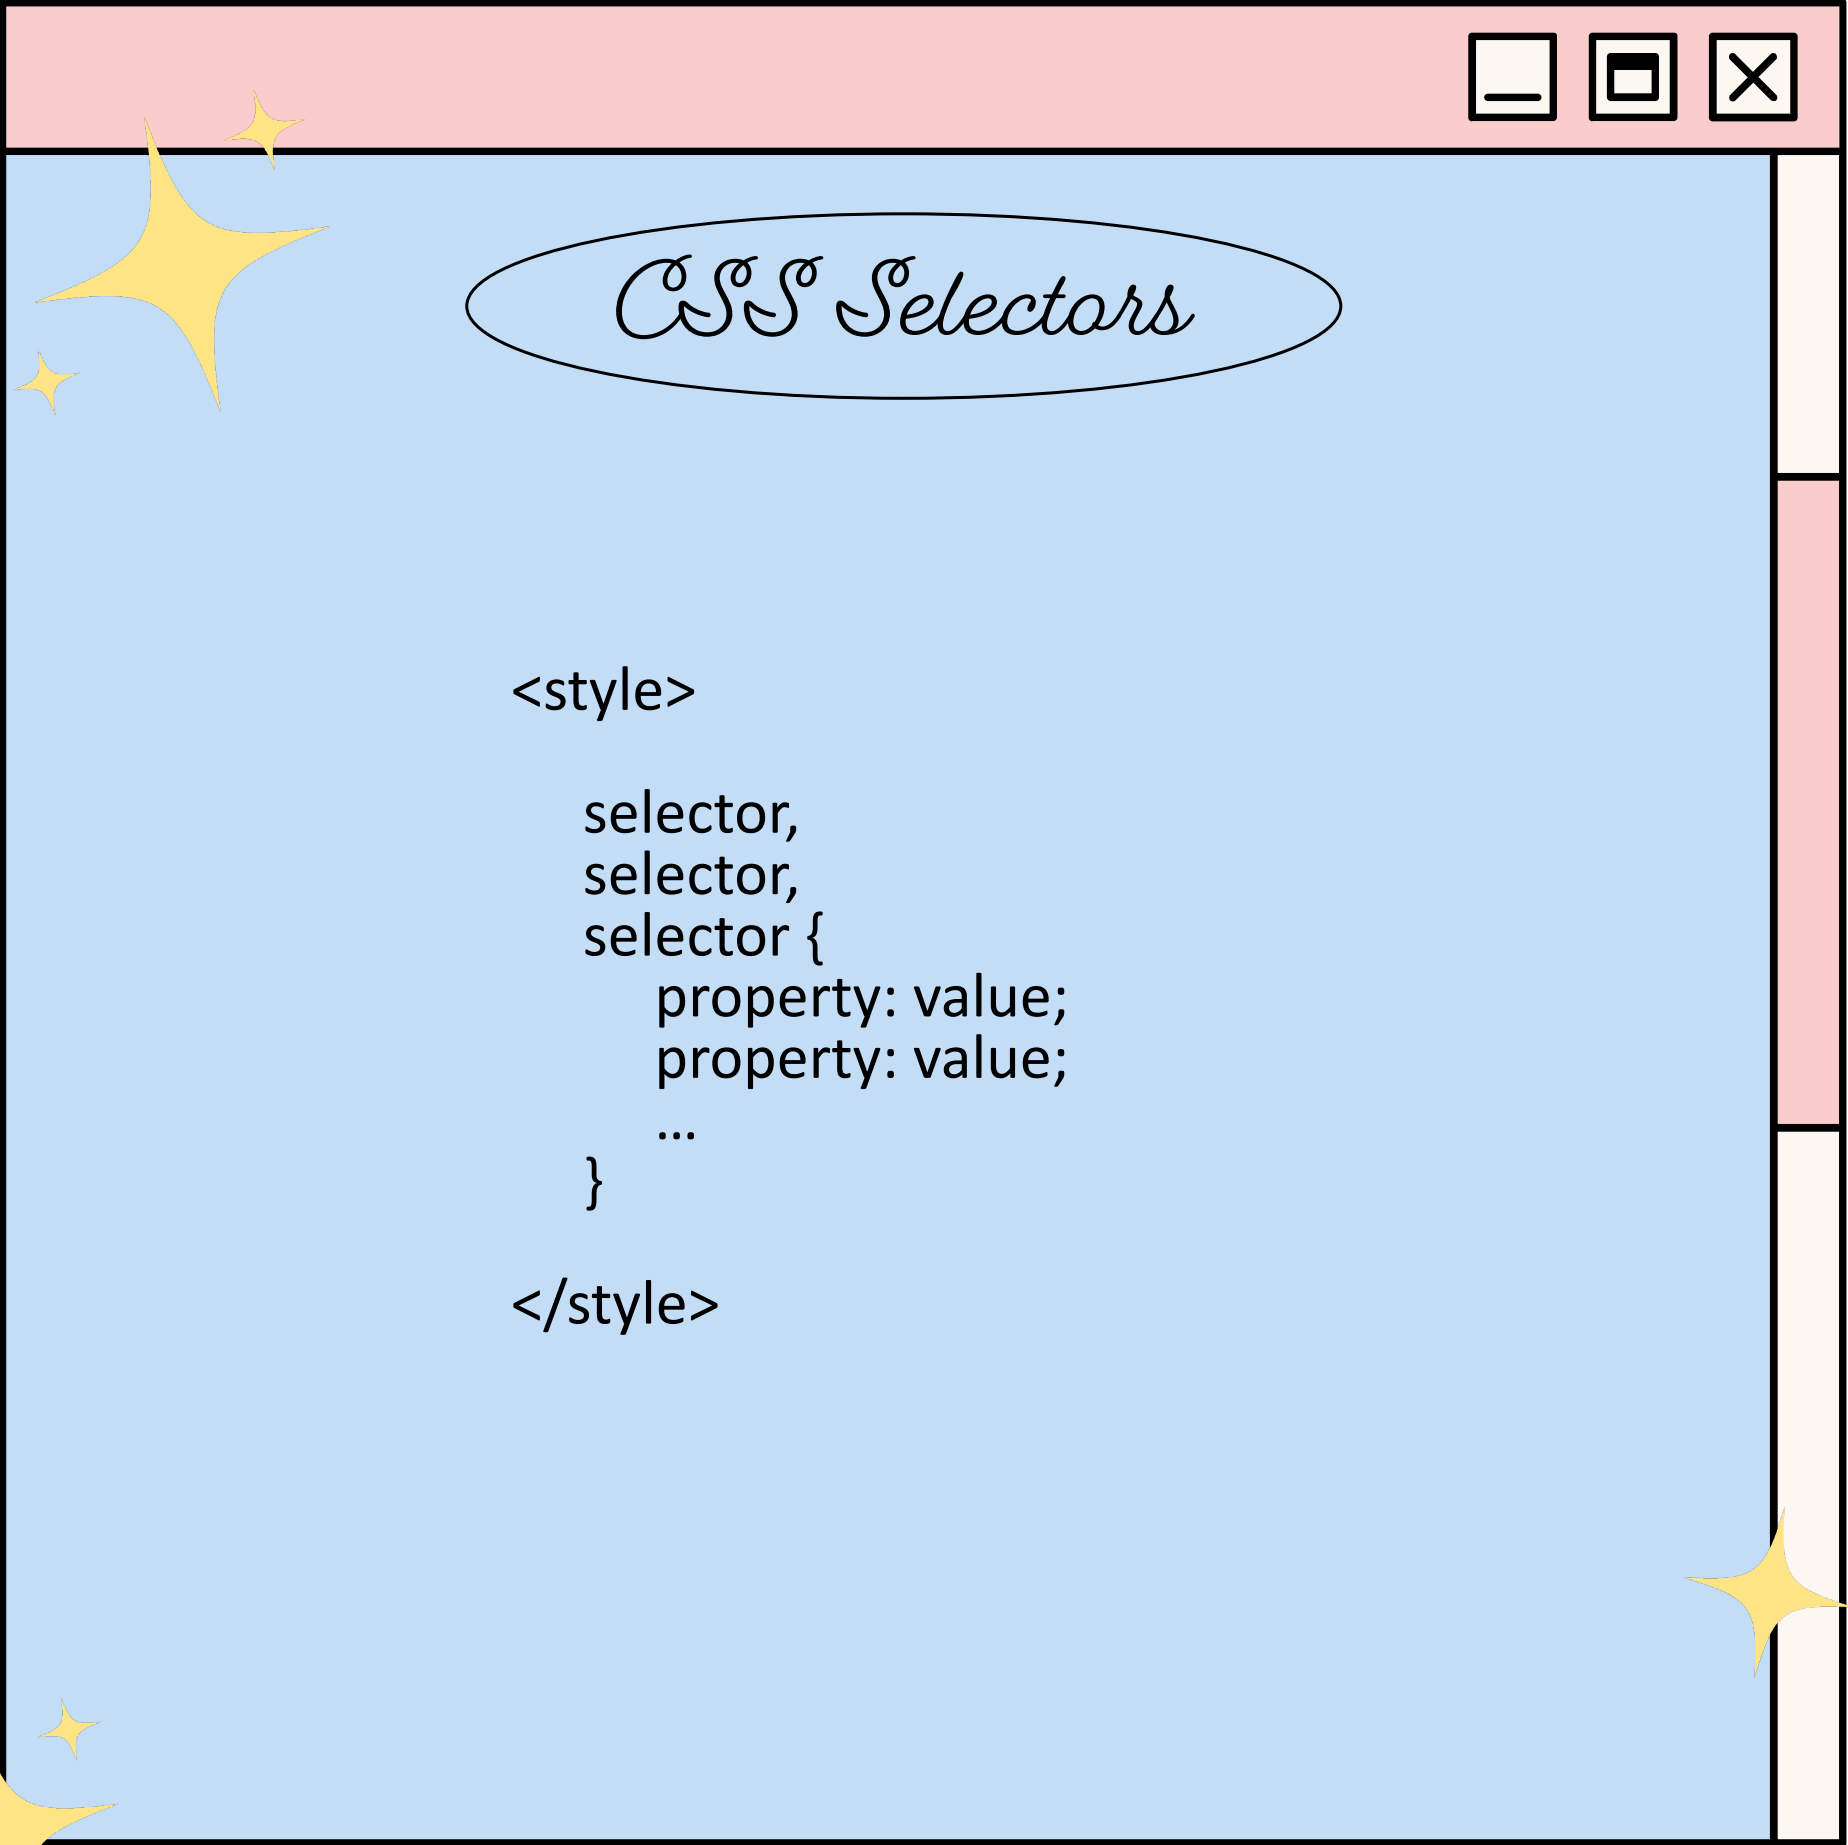 CSS Selectors
<style>
selector,
selector,
selector {
property: value;
property: value;
...
}
</style>